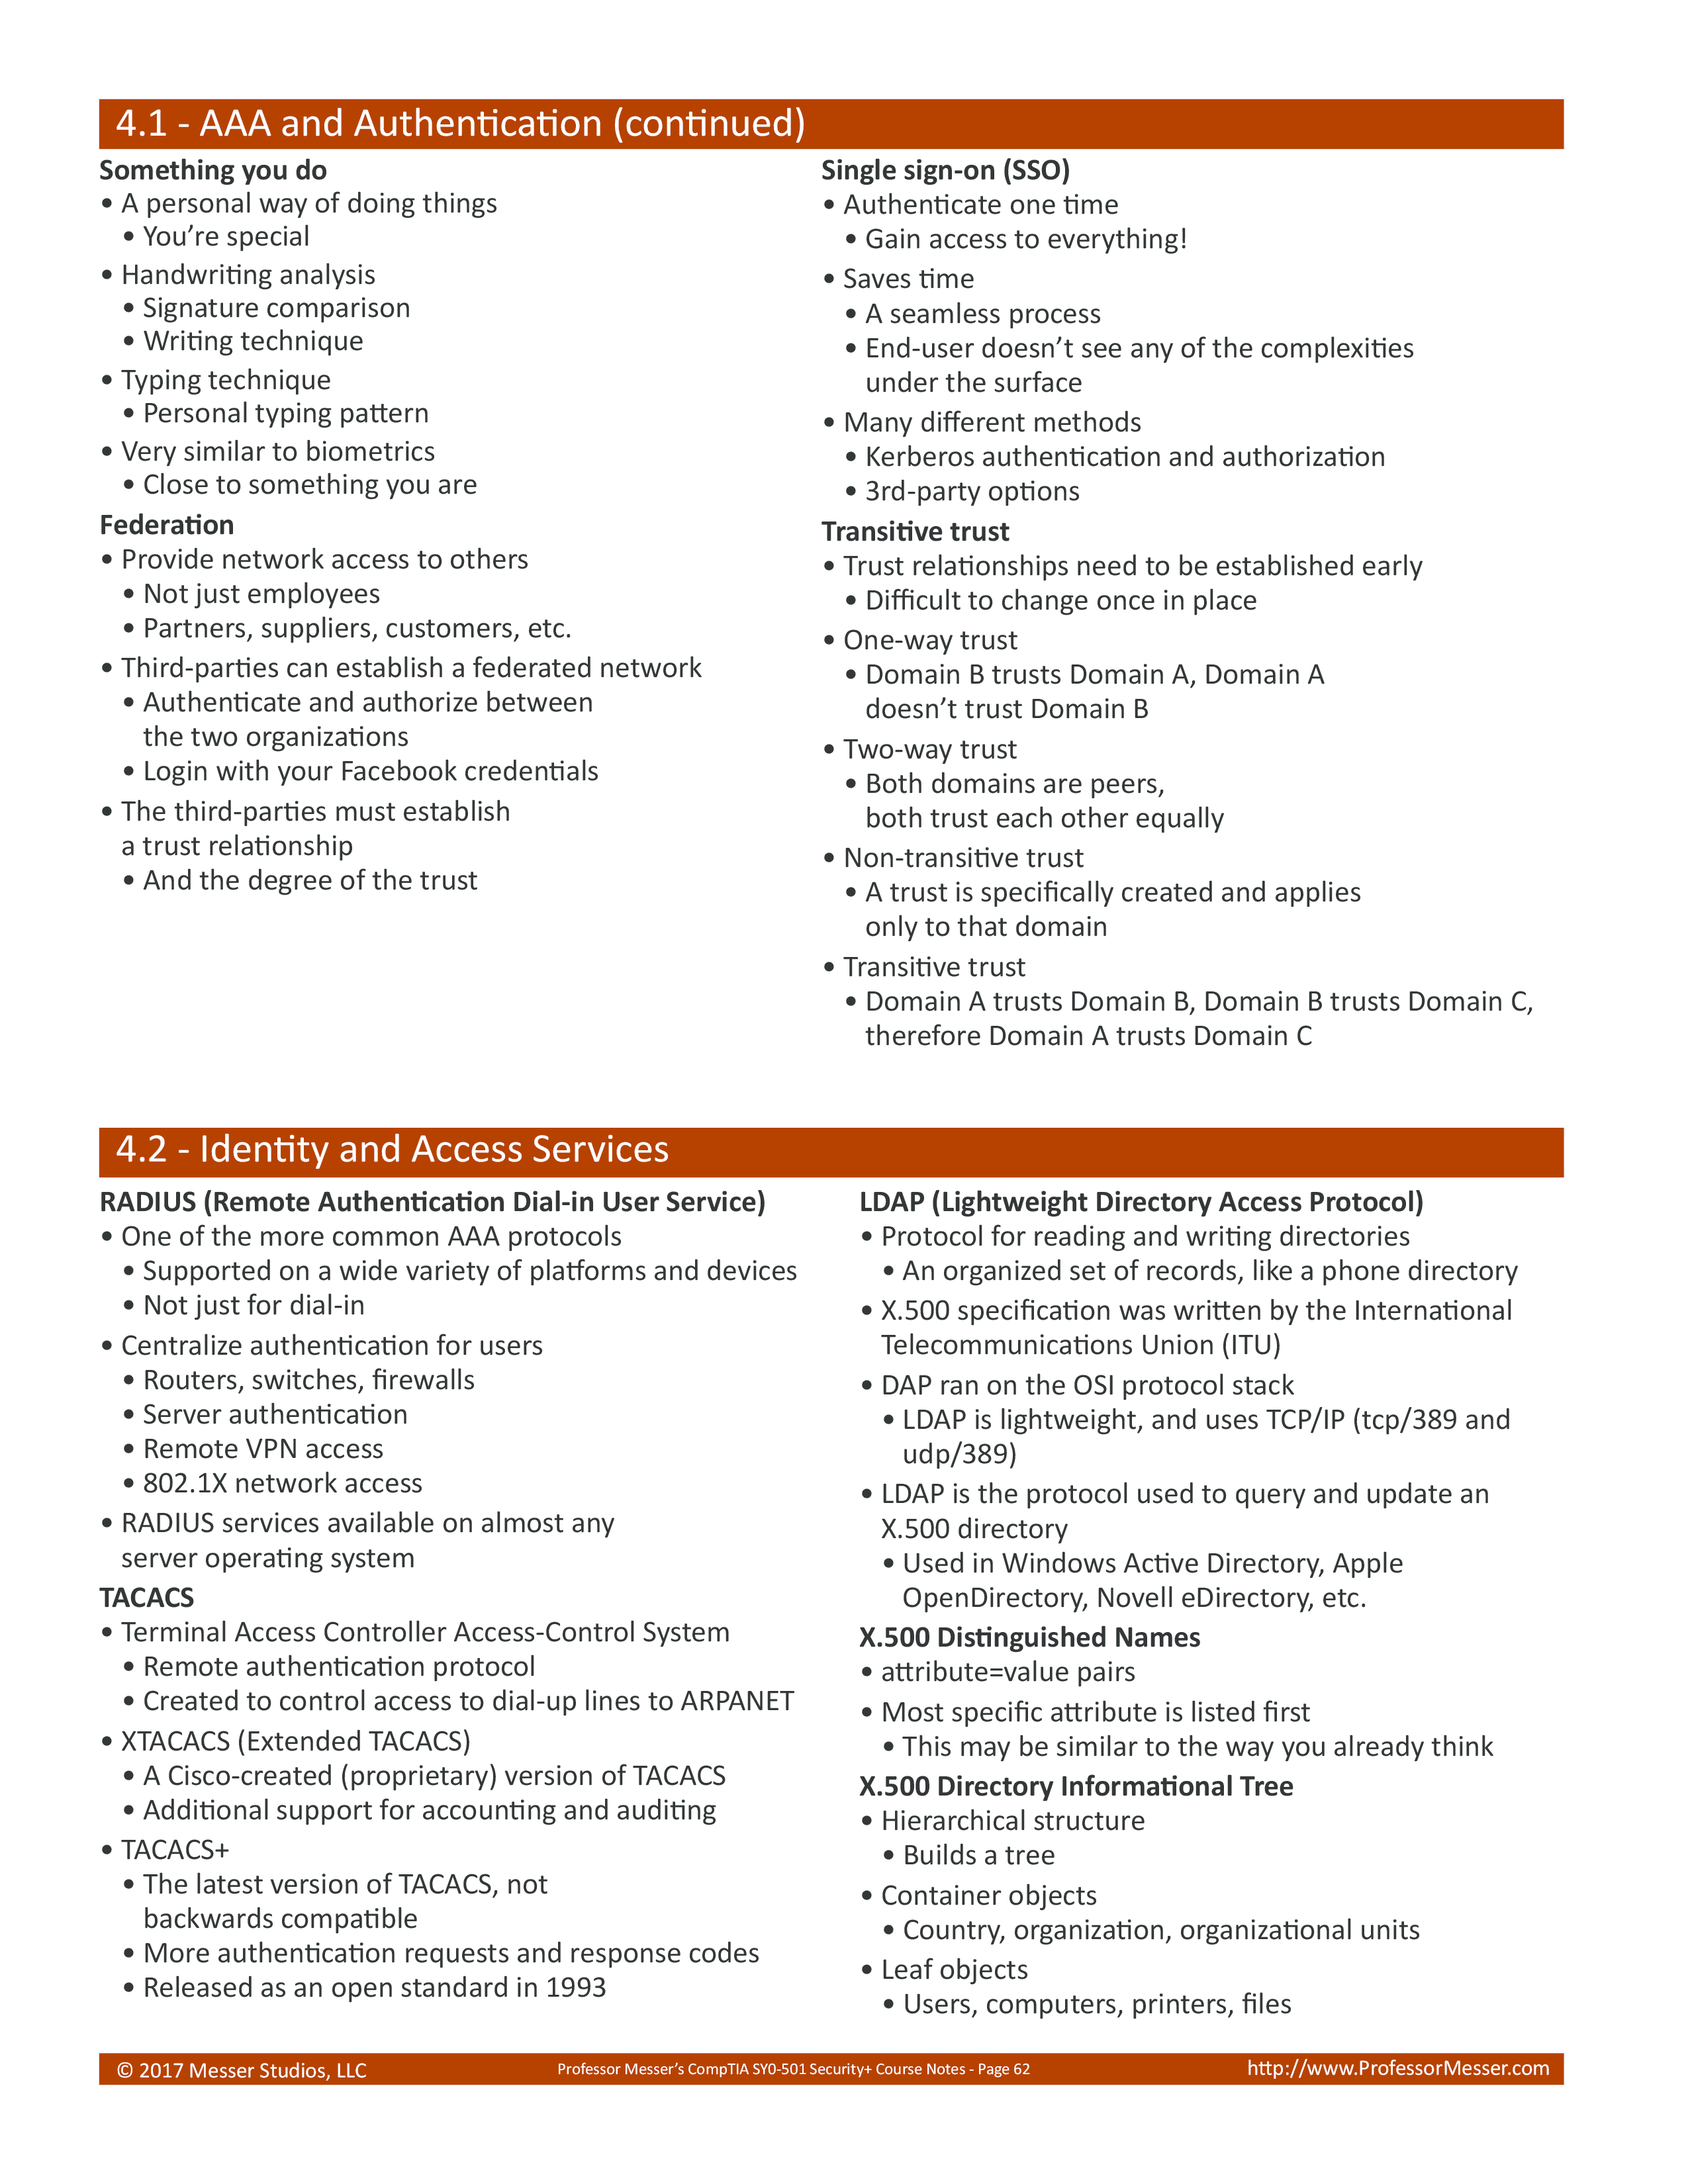 4.1 - AAA and Authentication (continued)
Something you do
• A personal way of doing things
• You’re special
• Handwriting analysis
• Signature comparison
• Writing technique
• Typing technique
• Personal typing pattern
• Very similar to biometrics
• Close to something you are
Federation
• Provide network access to others
• Not just employees
• Partners, suppliers, customers, etc.
• Third-parties can establish a federated network
• Authenticate and authorize between
the two organizations
• Login with your Facebook credentials
• The third-parties must establish
a trust relationship
• And the degree of the trust
Single sign-on (SSO)
• Authenticate one time
• Gain access to everything!
• Saves time
• A seamless process
• End-user doesn’t see any of the complexities
under the surface
• Many different methods
• Kerberos authentication and authorization
• 3rd-party options
Transitive trust
• Trust relationships need to be established early
• Difficult to change once in place
• One-way trust
• Domain B trusts Domain A, Domain A
doesn’t trust Domain B
• Two-way trust
• Both domains are peers,
both trust each other equally
• Non-transitive trust
• A trust is specifically created and applies
only to that domain
• Transitive trust
• Domain A trusts Domain B, Domain B trusts Domain C,
therefore Domain A trusts Domain C
4.2 - Identity and Access Services
RADIUS (Remote Authentication Dial-in User Service)
• One of the more common AAA protocols
• Supported on a wide variety of platforms and devices
• Not just for dial-in
• Centralize authentication for users
• Routers, switches, firewalls
• Server authentication
• Remote VPN access
• 802.1X network access
• RADIUS services available on almost any
server operating system
TACACS
• Terminal Access Controller Access-Control System
• Remote authentication protocol
• Created to control access to dial-up lines to ARPANET
• XTACACS (Extended TACACS)
• A Cisco-created (proprietary) version of TACACS
• Additional support for accounting and auditing
• TACACS+
• The latest version of TACACS, not
backwards compatible
• More authentication requests and response codes
• Released as an open standard in 1993
LDAP (Lightweight Directory Access Protocol)
• Protocol for reading and writing directories
• An organized set of records, like a phone directory
• X.500 specification was written by the International
Telecommunications Union (ITU)
• DAP ran on the OSI protocol stack
• LDAP is lightweight, and uses TCP/IP (tcp/389 and
udp/389)
• LDAP is the protocol used to query and update an
X.500 directory
• Used in Windows Active Directory, Apple
OpenDirectory, Novell eDirectory, etc.
X.500 Distinguished Names
• attribute=value pairs
• Most specific attribute is listed first
• This may be similar to the way you already think
X.500 Directory Informational Tree
• Hierarchical structure
• Builds a tree
• Container objects
• Country, organization, organizational units
• Leaf objects
• Users, computers, printers, files
© 2017 Messer Studios, LLC
Professor Messer’s CompTIA SY0-501 Security+ Course Notes - Page 62
http://www.ProfessorMesser.com